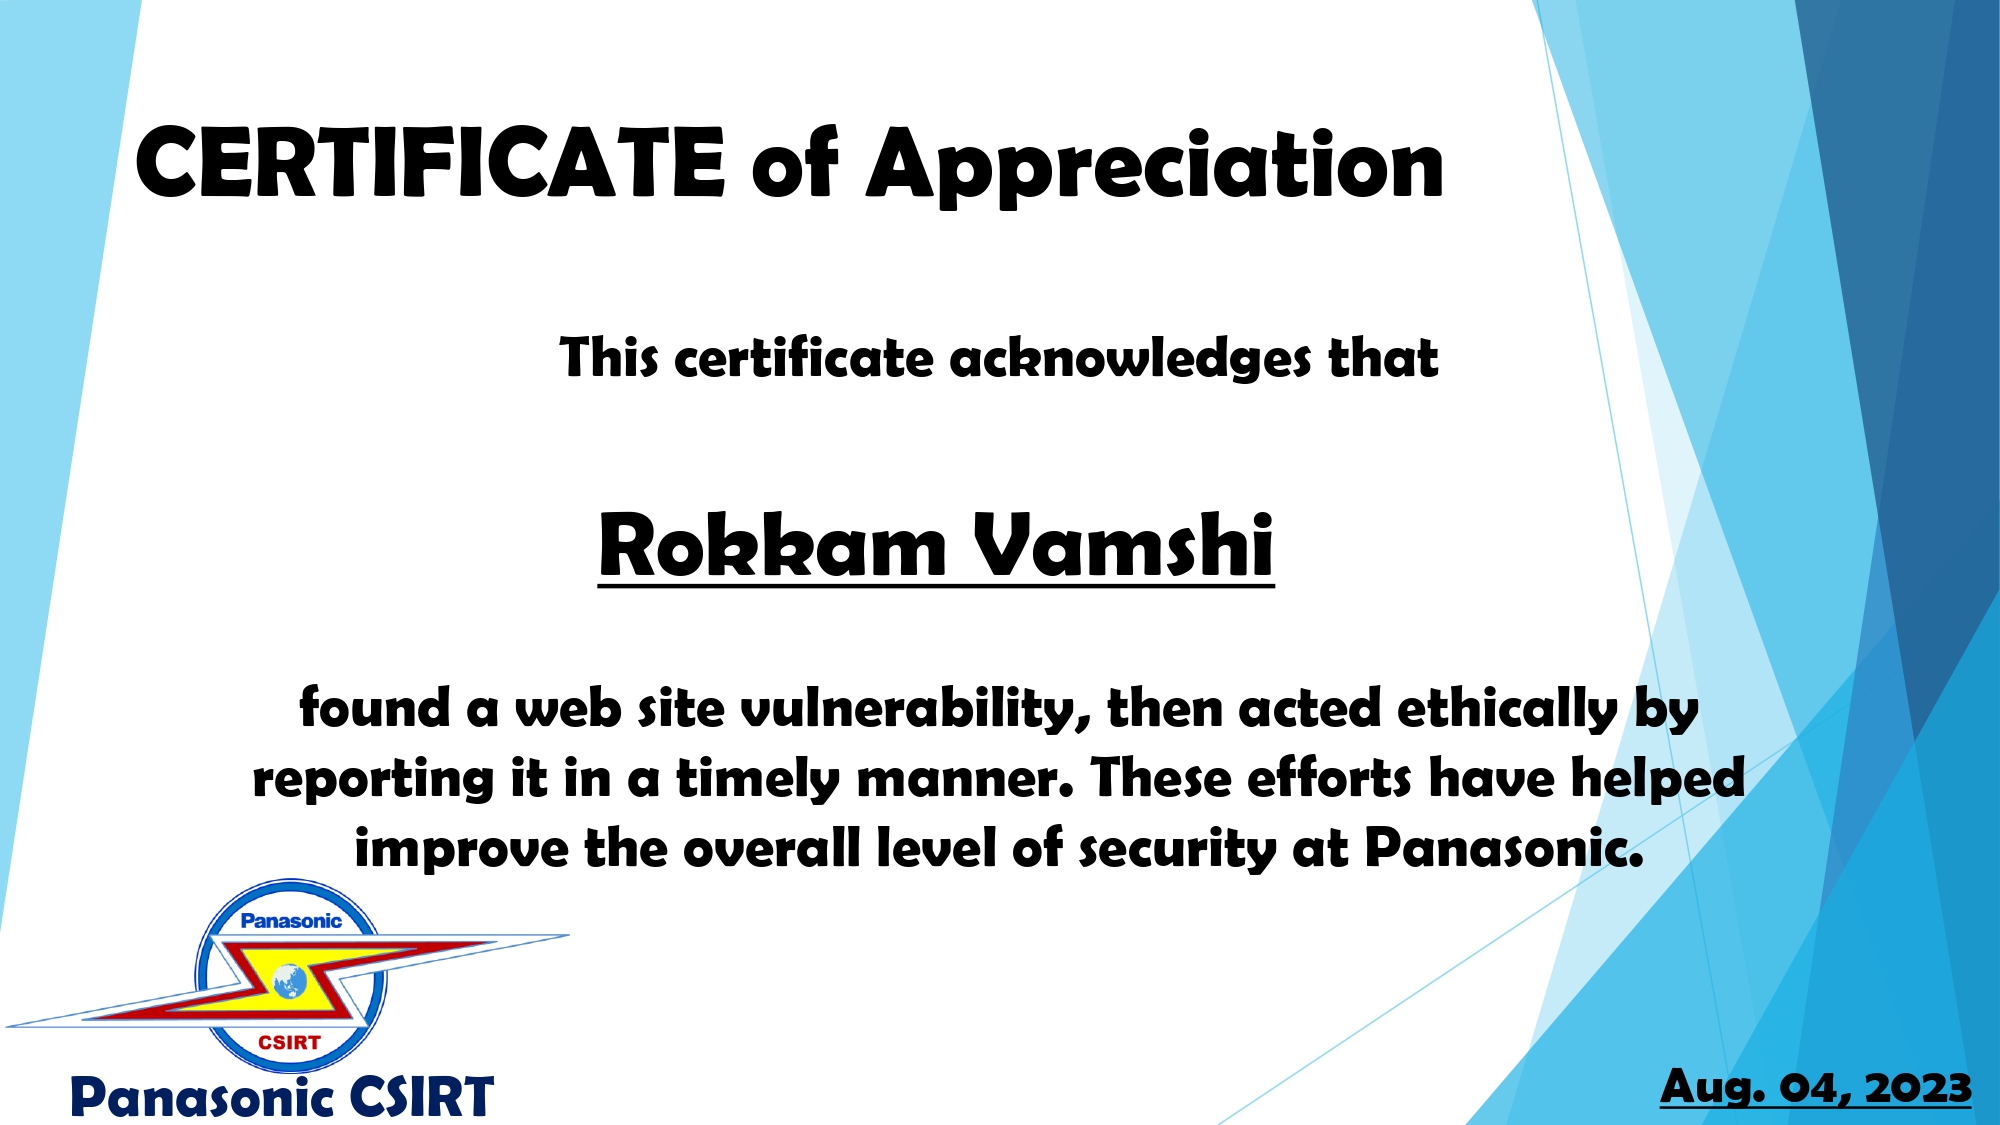 CERTIFICATE of Appreciation
This certificate acknowledges that
Rokkam Vamshi
found a web site vulnerability, then acted ethically by
reporting it in a timely manner. These efforts have helped
improve the overall level of security at Panasonic.
Panasonic
CSIRT
Panasonic CSIRT
Aug. 04, 2023